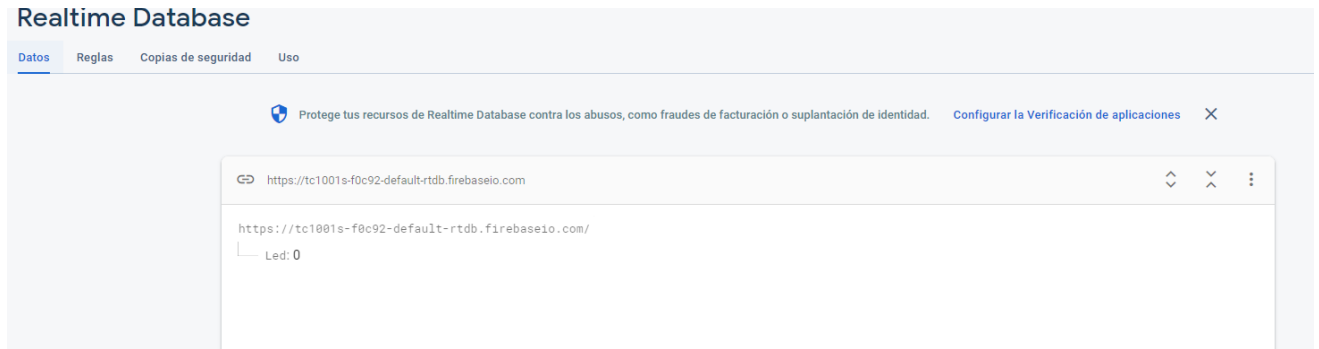 Realtime Database
Datos Reglas Copias de seguridad Uso
Protege tus recursos de Realtime Database contra los abusos, como fraudes de facturación o suplantación de identidad. Configurar la Verificación de aplicaciones
https://tc1001s-f0c92-default-rtdb.firebaseio.com
https://tc1001s-f0c92-default-rtdb.firebaseio.com/
Led: 0